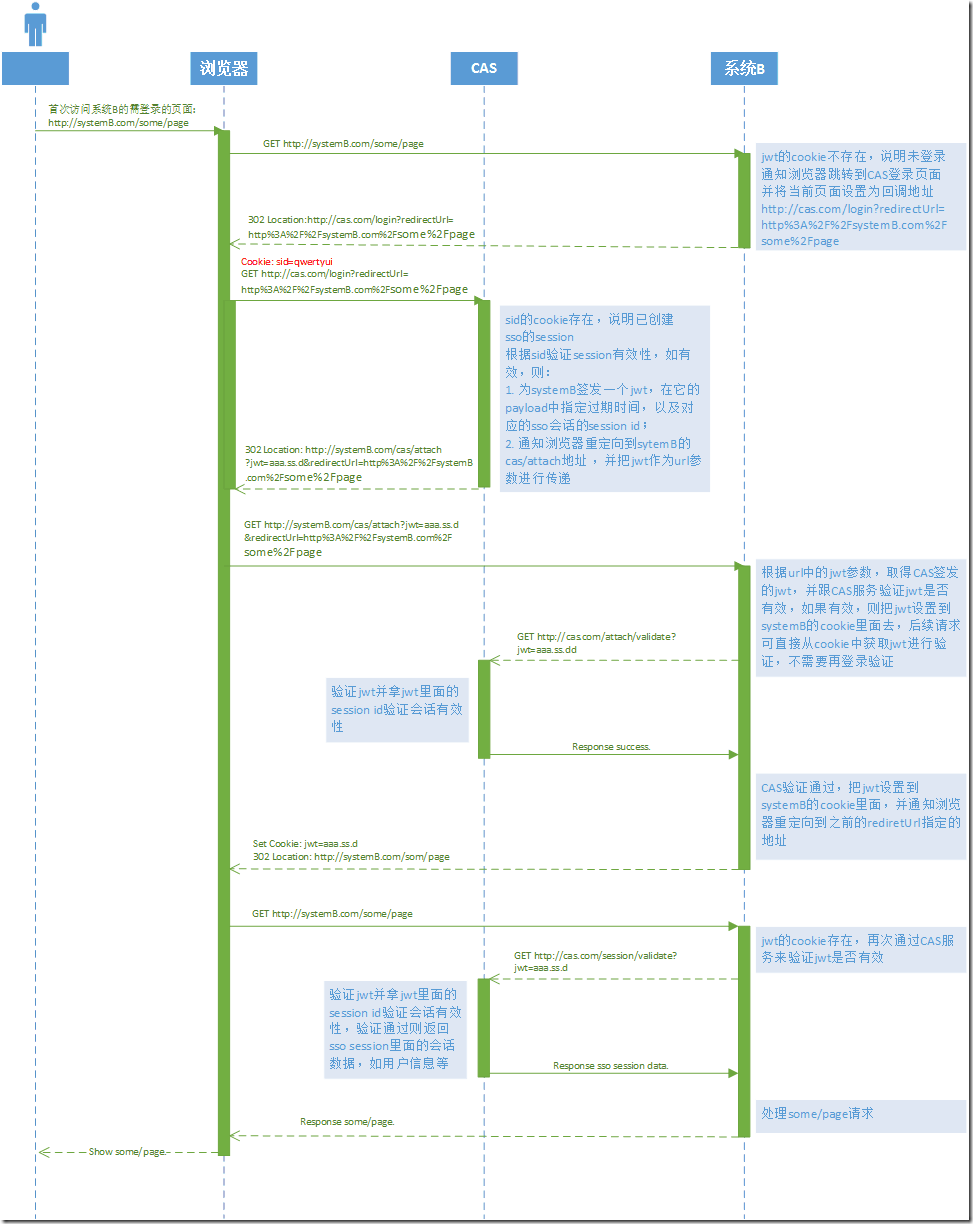 浏览器
CAS
系统B
首次访问系统B的需登录的页面:
http://systemB.com/some/page
GET http://systemB.com/some/page
jwt的cookie不存在，说明未登录
通知浏览器跳转到CAS登录页面
并将当前页面设置为回调地址
http://cas.com/login?redirectUrl=
http%3A%2F%2FsystemB.com%2F
some%2Fpage
302 Location:http://cas.com/login?redirectUrl=
http%3A%2F%2FsystemB.com%2Fsome%2Fpage
Cookie: sid=qwertyui
GET http://cas.com/login?redirectUrl=
http%3A%2F%2FsystemB.com%2Fsome%2Fpage
sid的cookie存在，说明已创建
sso的session
根据sid验证session有效性，如有
效，则：
1. 为systemB签发一个jwt，在它的
payload中指定过期时间，以及对
应的sso会话的session id；
2. 通知浏览器重定向到sytemB的
cas/attach地址，并把jwt作为url参
数进行传递
302 Location: http://systemB.com/cas/attach
?jwt=aaa.ss.d&redirectUrl=http%3A%2F%2FsystemB
.com%2Fsome%2Fpage
GET http://systemB.com/cas/attach?jwt=aaa.ss.d
&redirectUrl=http%3A%2F%2FsystemB.com%2F
some%2Fpage
根据url中的jwt参数，取得CAS签发
的jwt，并跟CAS服务验证jwt是否
有效，如果有效，则把jwt设置到
systemB的cookie里面去，后续请求
可直接从cookie中获取jwt进行验
证，不需要再登录验证
GET http://cas.com/attach/validate?
jwt=aaa.ss.dd
验证jwt并拿jwt里面的
session id验证会话有效
性
Response success.
CAS验证通过，把jwt设置到
systemB的cookie里面，并通知浏览
器重定向到之前的rediretUrl指定的
地址
Set Cookie: jwt=aaa.ss.d
302 Location: http://systemB.com/som/page
GET http://systemB.com/some/page
jwt的cookie存在，再次通过CAS服
务来验证jwt是否有效
GET http://cas.com/session/validate?
jwt=aaa.ss.d
验证jwt并拿jwt里面的
session id验证会话有效
性，验证通过则返回
sso session里面的会话
数据，如用户信息等
Response sso session data.
处理some/page请求
Response some/page.
Show some/page.